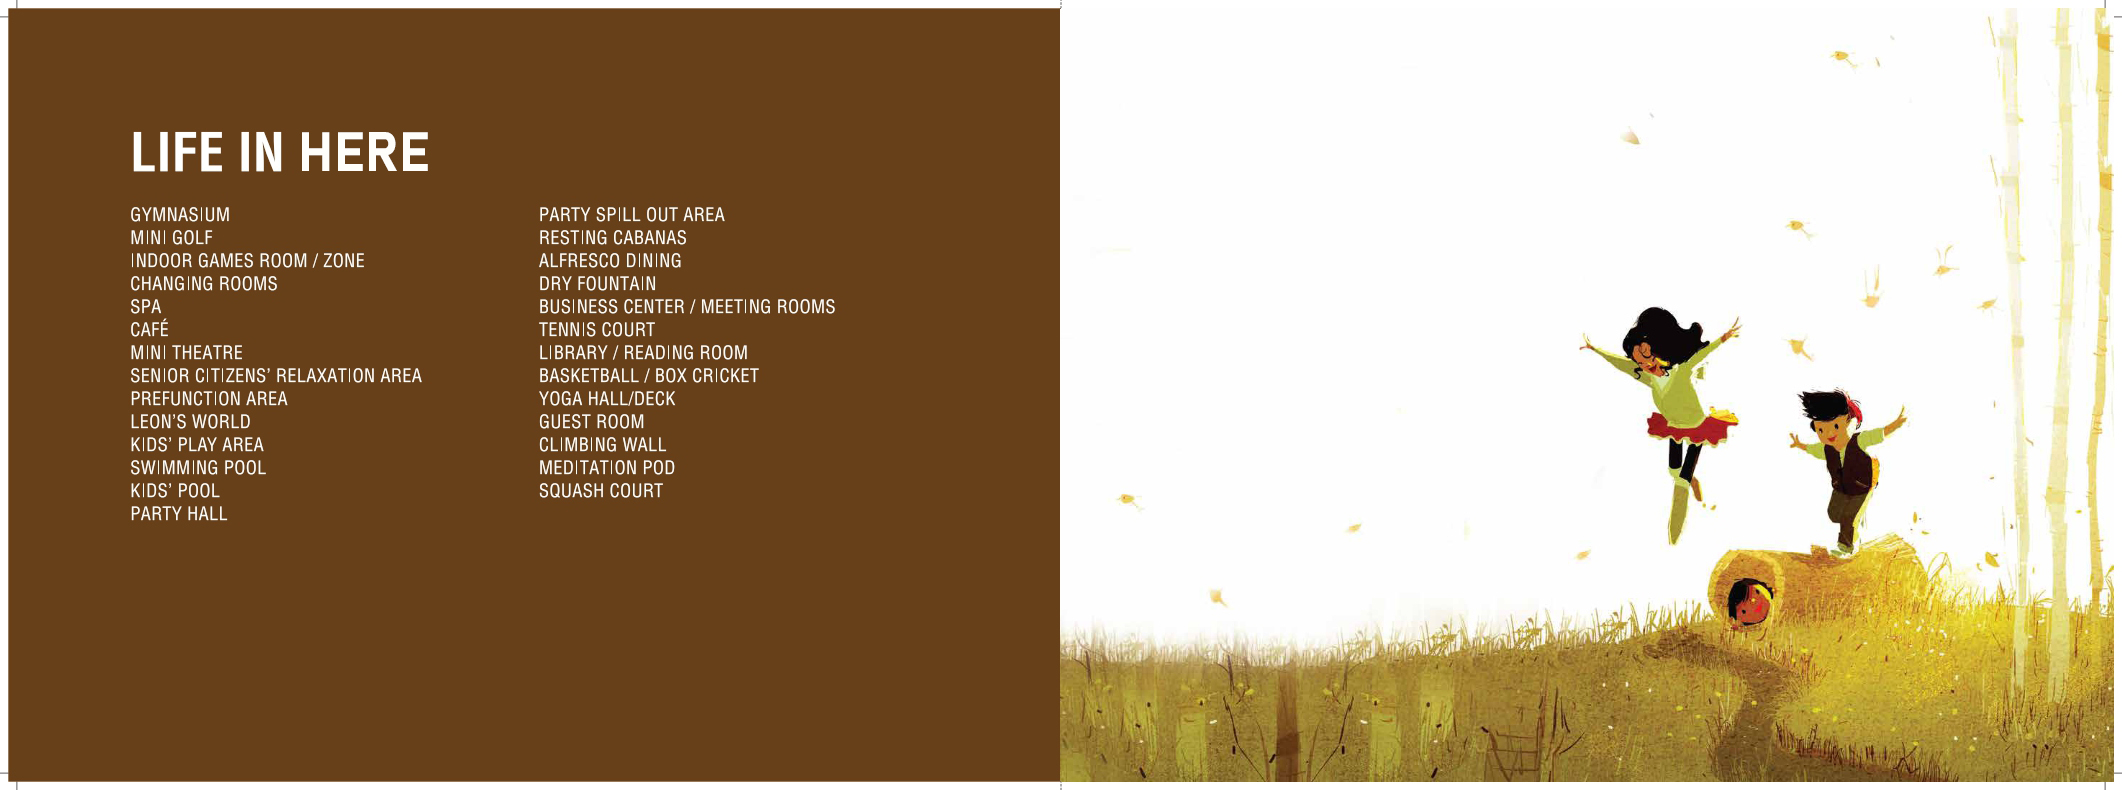 LIFE IN HERE
GYMNASIUM
MINI GOLF
INDOOR GAMES ROOM / ZONE
CHANGING ROOMS
SPA
CAFÉ
MINI THEATRE
SENIOR CITIZENS’ RELAXATION AREA
PREFUNCTION AREA
LEON’S WORLD
KIDS’ PLAY AREA
SWIMMING POOL
KIDS’ POOL
PARTY HALL
PARTY SPILL OUT AREA
RESTING CABANAS
ALFRESCO DINING
DRY FOUNTAIN
BUSINESS CENTER / MEETING ROOMS
TENNIS COURT
LIBRARY / READING ROOM
BASKETBALL / BOX CRICKET
YOGA HALL/DECK
GUEST ROOM
CLIMBING WALL
MEDITATION POD
SQUASH COURT